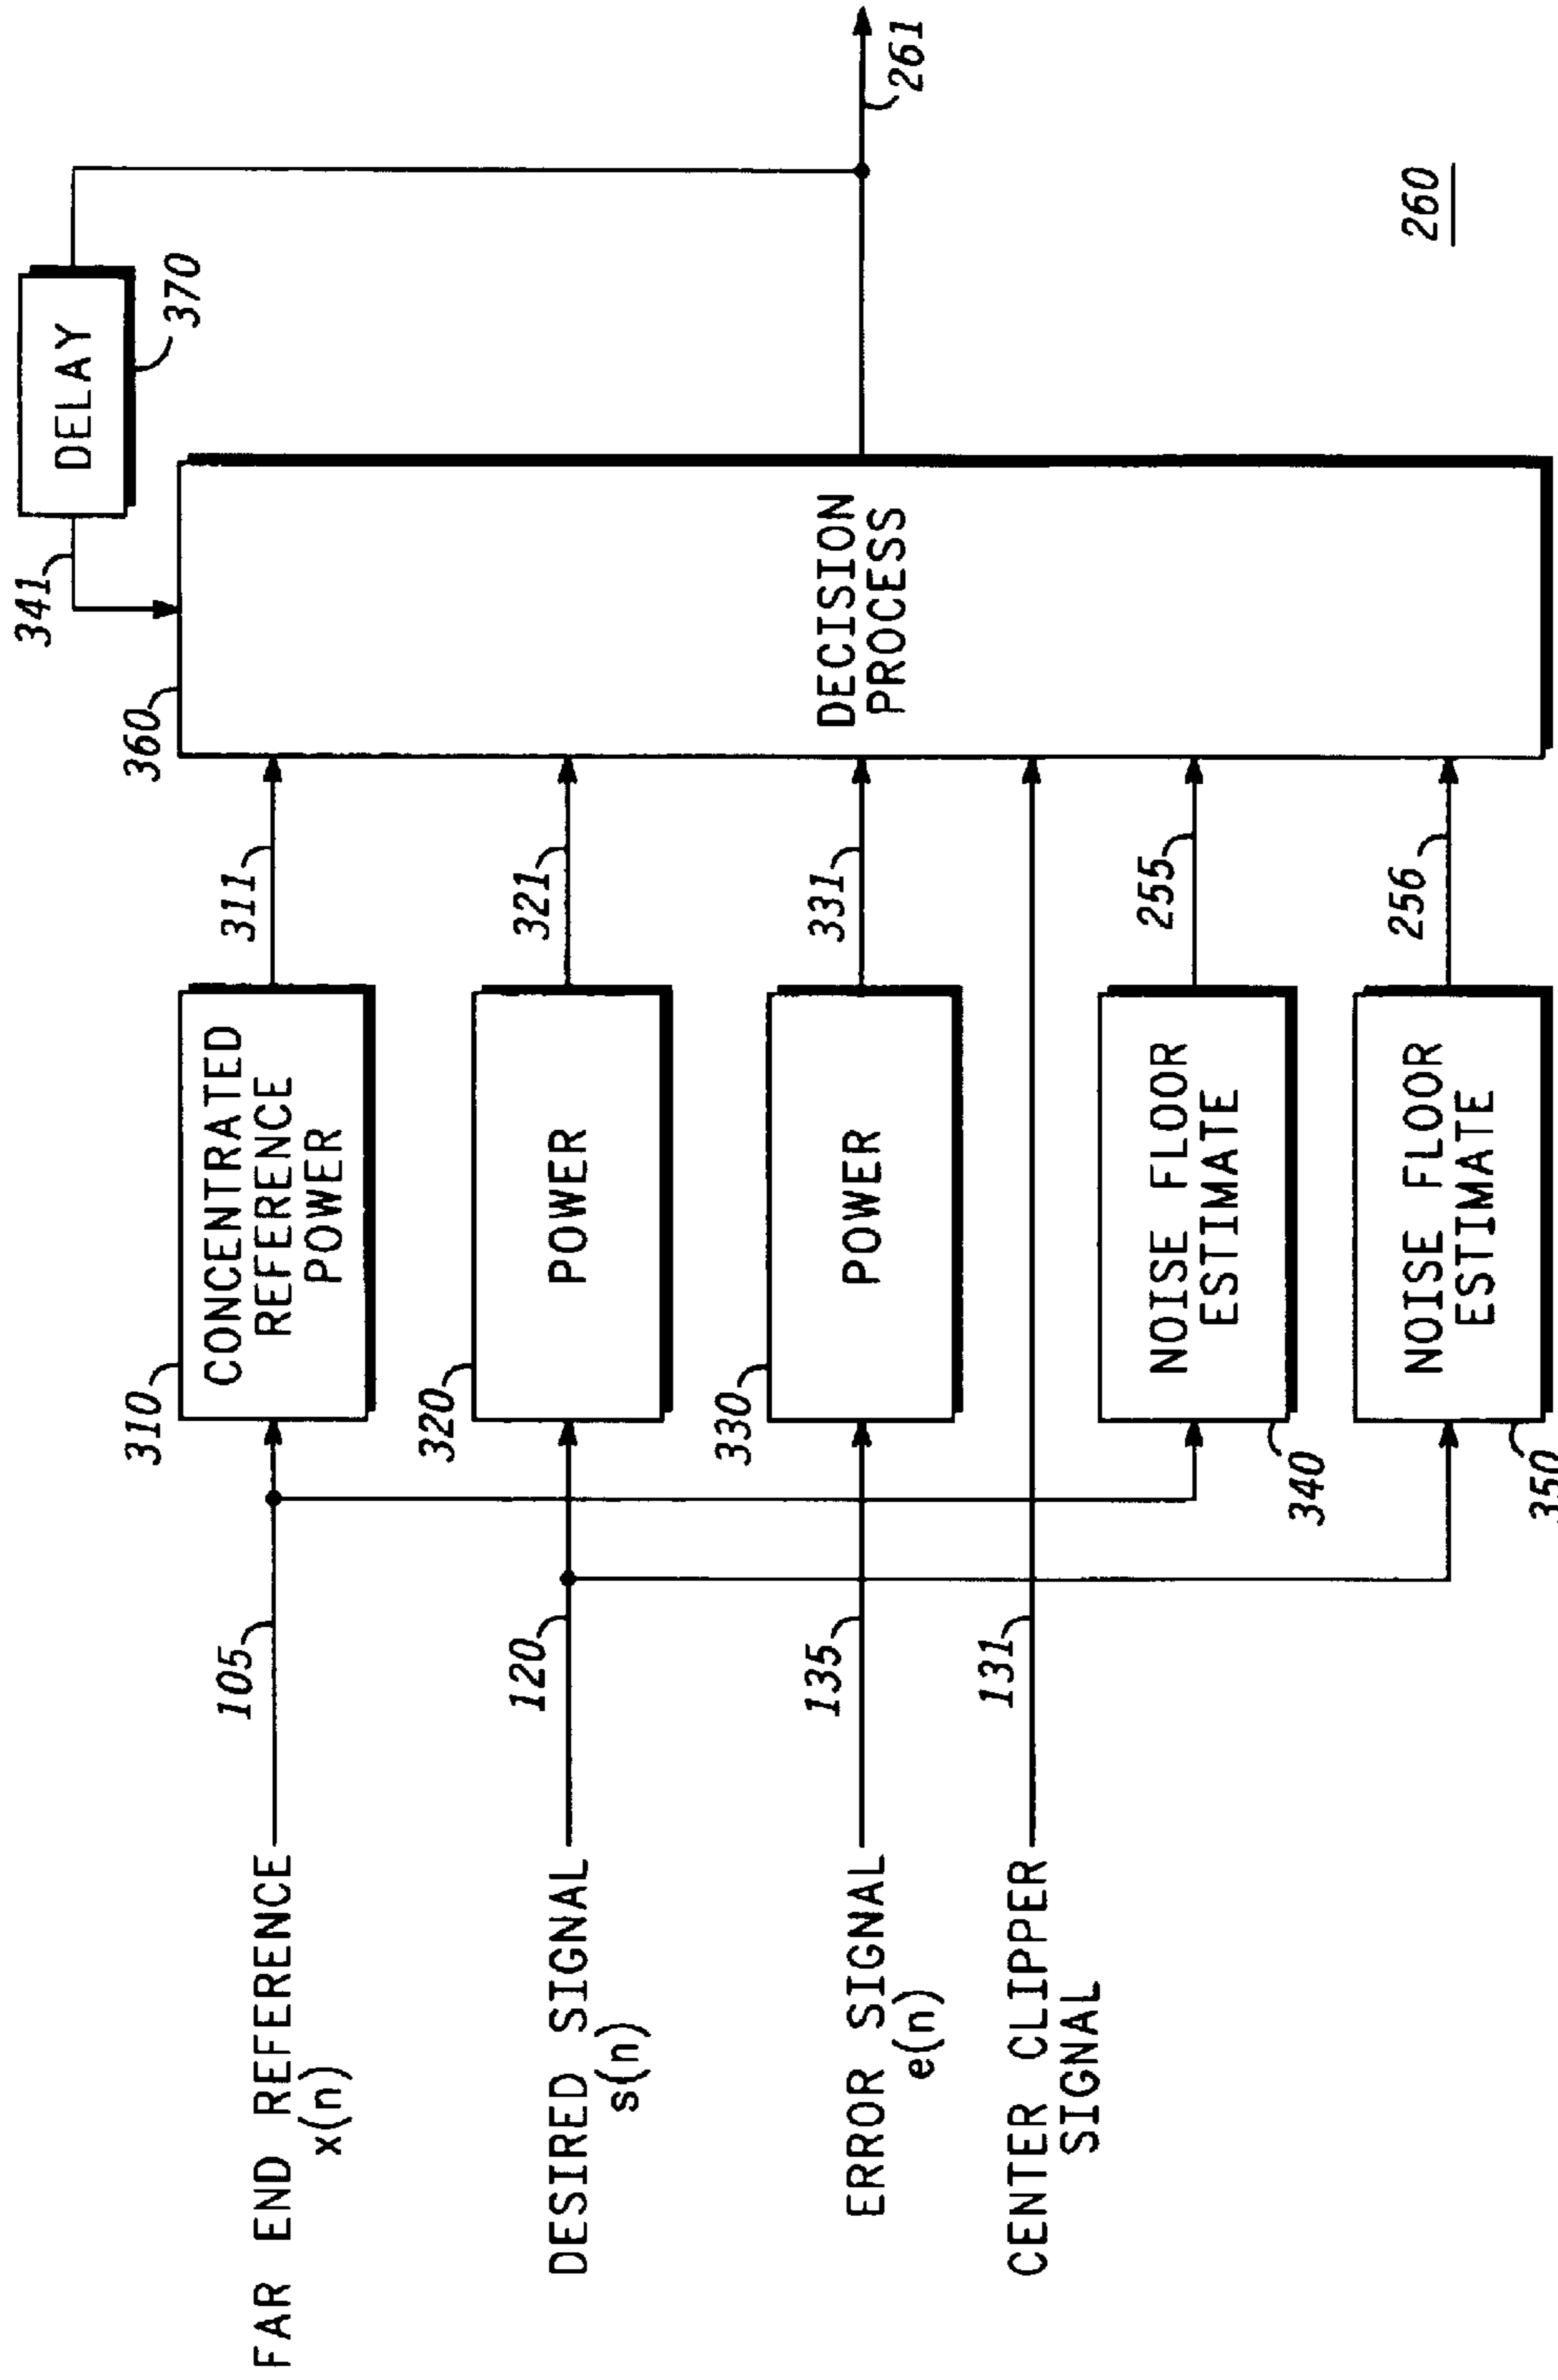 DELAY
370
341
360
DECISION
PROCESS
261
260
FAR END REFERENCE
x(n)
105
310
CONCENTRATED
REFERENCE
POWER
311
DESIRED SIGNAL
s(n)
120
320
POWER
321
ERROR SIGNAL
e(n)
135
330
POWER
331
CENTER CLIPPER
SIGNAL
131
NOISE FLOOR
ESTIMATE
340
255
NOISE FLOOR
ESTIMATE
350
256